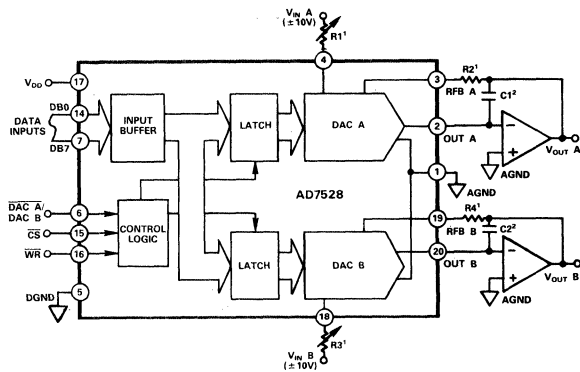 V_IN A
(±10V)
R1¹
4
V_DD
17
3
R2¹
RFB A
C1²
DB0
14
DATA
INPUTS
DB7
7
INPUT
BUFFER
LATCH
DAC A
2
OUT A
−
+
V_OUT A
AGND
1
AGND
AD7528
DAC A/
DAC B
6
CS
15
WR
16
CONTROL
LOGIC
19
R4¹
RFB B
C2²
LATCH
DAC B
20
OUT B
−
+
V_OUT B
AGND
DGND
5
18
R3¹
V_IN B
(±10V)